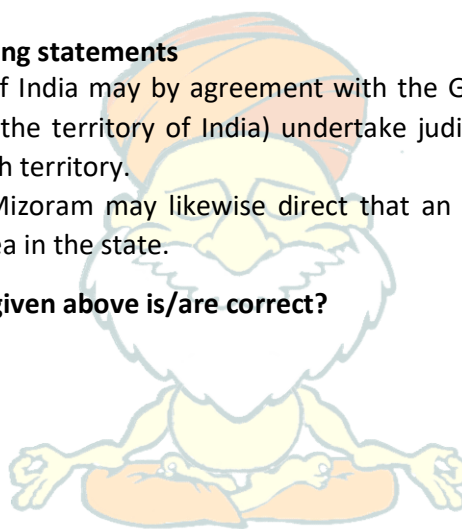 ng statements
of India may by agreement with the G
the territory of India) undertake judi
h territory.
Mizoram may likewise direct that an
ea in the state.
given above is/are correct?